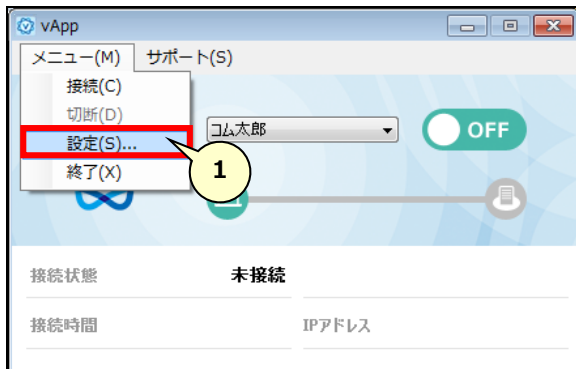 vApp
メニュー(M) サポート(S)
接続(C)
切断(D)
設定(S)...
終了(X)
1
コム太郎
OFF
接続状態 未接続
接続時間 IPアドレス